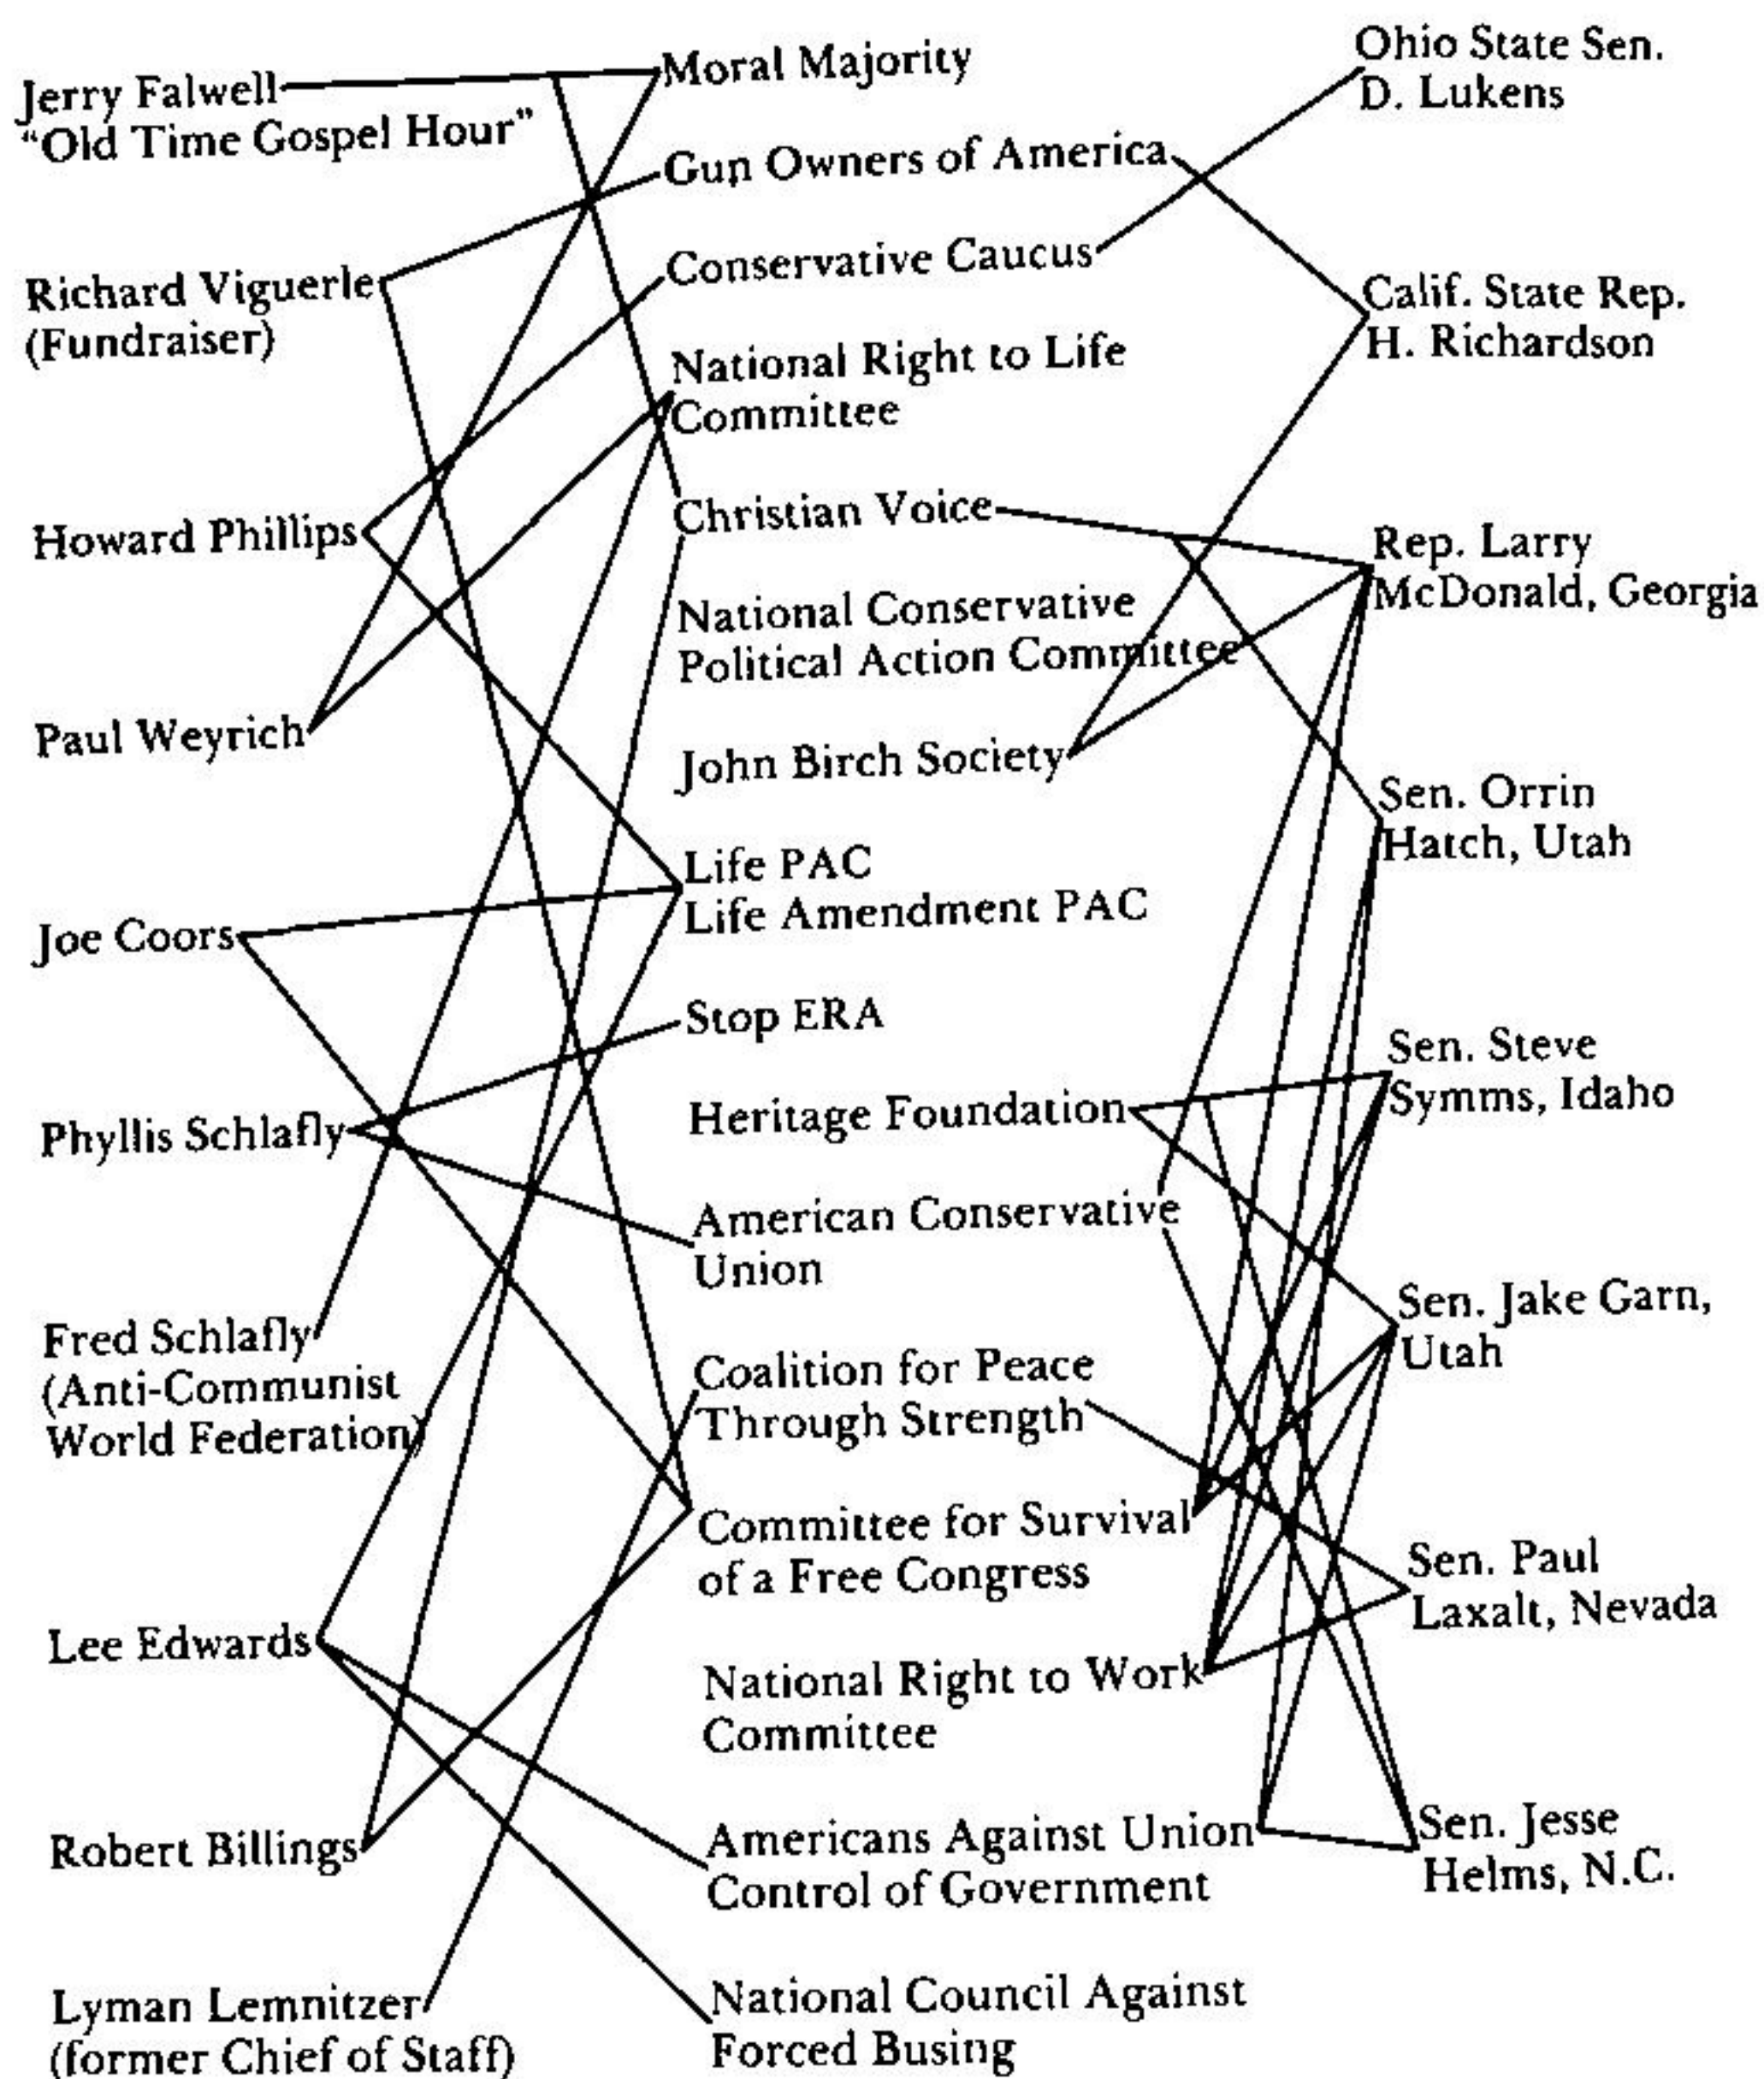 Jerry Falwell
“Old Time Gospel Hour”
Richard Viguerle
(Fundraiser)
Howard Phillips
Paul Weyrich
Joe Coors
Phyllis Schlafly
Fred Schlafly
(Anti-Communist
World Federation)
Lee Edwards
Robert Billings
Lyman Lemnitzer
(former Chief of Staff)
Moral Majority
Gun Owners of America
Conservative Caucus
National Right to Life
Committee
Christian Voice
National Conservative
Political Action Committee
John Birch Society
Life PAC
Life Amendment PAC
Stop ERA
Heritage Foundation
American Conservative
Union
Coalition for Peace
Through Strength
Committee for Survival
of a Free Congress
National Right to Work
Committee
Americans Against Union
Control of Government
National Council Against
Forced Busing
Ohio State Sen.
D. Lukens
Calif. State Rep.
H. Richardson
Rep. Larry
McDonald, Georgia
Sen. Orrin
Hatch, Utah
Sen. Steve
Symms, Idaho
Sen. Jake Garn,
Utah
Sen. Paul
Laxalt, Nevada
Sen. Jesse
Helms, N.C.